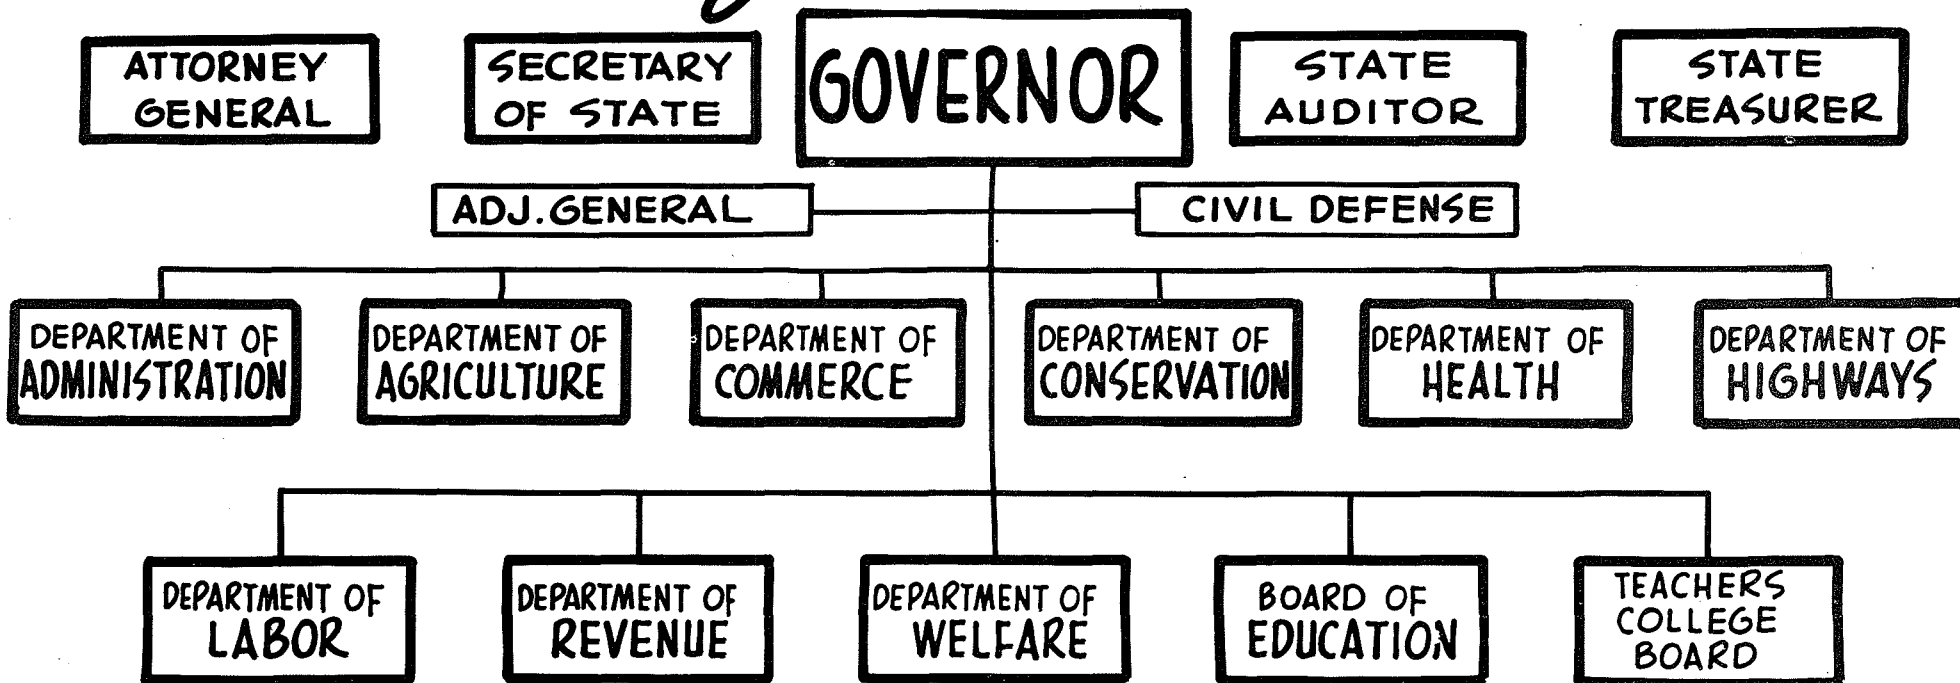 ATTORNEY
GENERAL
SECRETARY
OF STATE
GOVERNOR
STATE
AUDITOR
STATE
TREASURER
ADJ. GENERAL
CIVIL DEFENSE
DEPARTMENT OF
ADMINISTRATION
DEPARTMENT OF
AGRICULTURE
DEPARTMENT OF
COMMERCE
DEPARTMENT OF
CONSERVATION
DEPARTMENT OF
HEALTH
DEPARTMENT OF
HIGHWAYS
DEPARTMENT OF
LABOR
DEPARTMENT OF
REVENUE
DEPARTMENT OF
WELFARE
BOARD OF
EDUCATION
TEACHERS
COLLEGE
BOARD